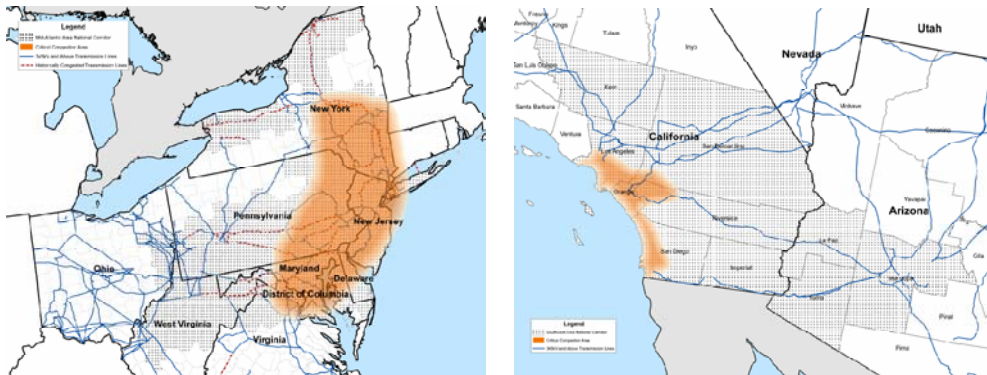 Legend
Mid-Atlantic Area National Corridor
Critical Congestion Area
345kV and Above Transmission Lines
Historically Congested Transmission Lines
New York
Pennsylvania
New Jersey
Ohio
Maryland
Delaware
District of Columbia
West Virginia
Virginia
Utah
Nevada
Fresno
Kings
Tulare
Inyo
San Luis Obispo
Kern
Santa Barbara
Ventura
California
Los Angeles
San Bernardino
Mohave
Coconino
Orange
Riverside
Yavapai
Arizona
La Paz
San Diego
Imperial
Maricopa
Gila
Yuma
Pinal
Pima
Legend
Southwest Area National Corridor
Critical Congestion Area
345kV and Above Transmission Lines